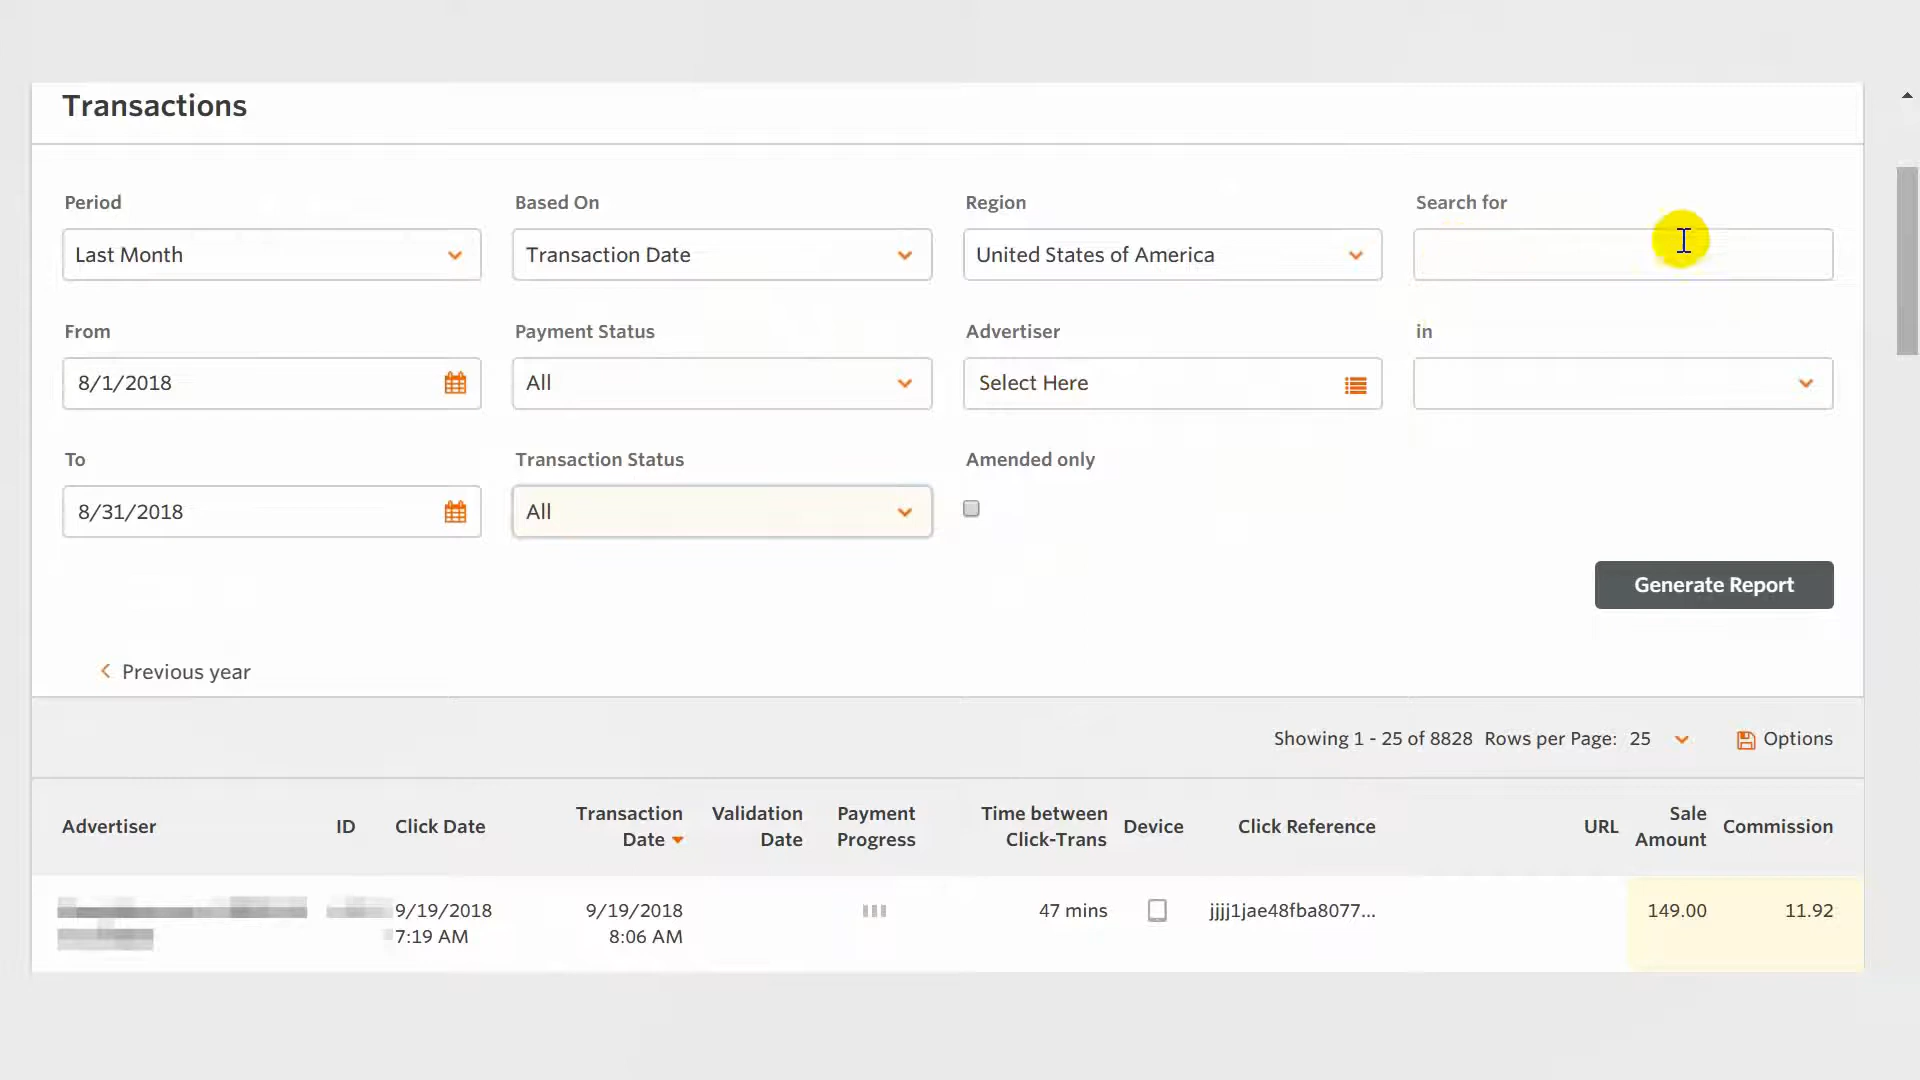 Transactions
Period
Based On
Region
Search for
Last Month
Transaction Date
United States of America
From
Payment Status
Advertiser
in
8/1/2018
All
Select Here
To
Transaction Status
Amended only
8/31/2018
All
Generate Report
Previous year
Showing 1 - 25 of 8828 Rows per Page: 25
Options
Advertiser
ID
Click Date
Transaction
Date
Validation
Date
Payment
Progress
Time between
Click-Trans
Device
Click Reference
URL
Sale
Amount
Commission
9/19/2018
7:19 AM
9/19/2018
8:06 AM
47 mins
jjjj1jae48fba8077...
149.00
11.92